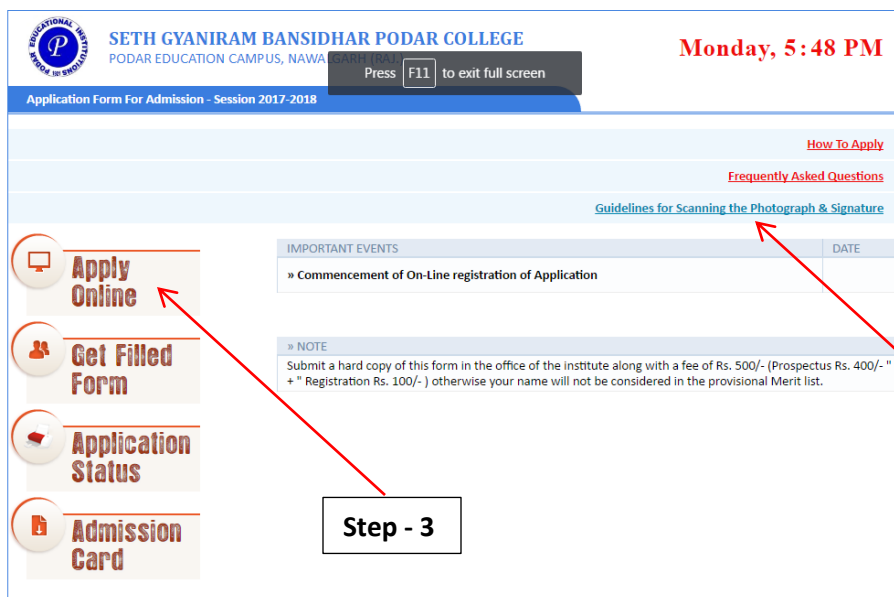 SETH GYANIRAM BANSIDHAR PODAR COLLEGE
PODAR EDUCATION CAMPUS, NAWALGARH (RAJ.)
Monday, 5:48 PM
Press F11 to exit full screen
Application Form For Admission - Session 2017-2018
How To Apply
Frequently Asked Questions
Guidelines for Scanning the Photograph & Signature
Apply
Online
Get Filled
Form
Application
Status
Admission
Card
IMPORTANT EVENTS DATE
» Commencement of On-Line registration of Application
» NOTE
Submit a hard copy of this form in the office of the institute along with a fee of Rs. 500/- (Prospectus Rs. 400/- "
+ " Registration Rs. 100/- ) otherwise your name will not be considered in the provisional Merit list.
Step - 3